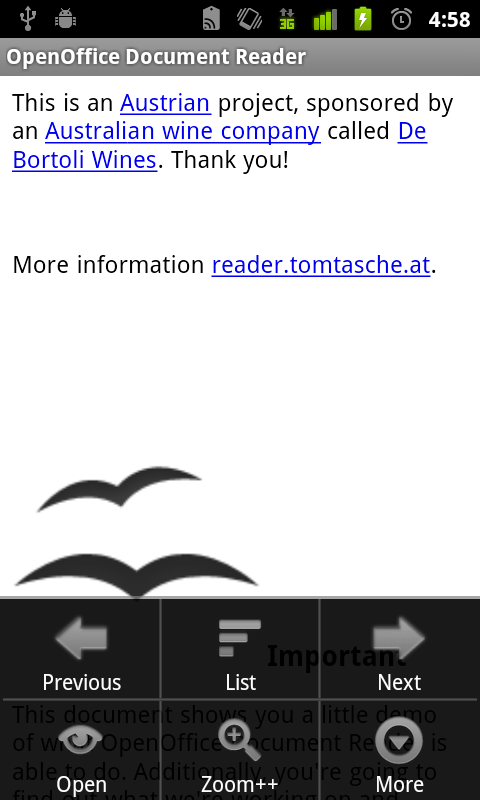 3G
4:58
OpenOffice Document Reader
This is an Austrian project, sponsored by
an Australian wine company called De
Bortoli Wines. Thank you!
More information reader.tomtasche.at.
Important
Previous
List
Next
This document shows you a little demo
of what OpenOffice Document Reader is
able to do. Additionally, you're going to
find out what we're working on and
Open
Zoom++
More